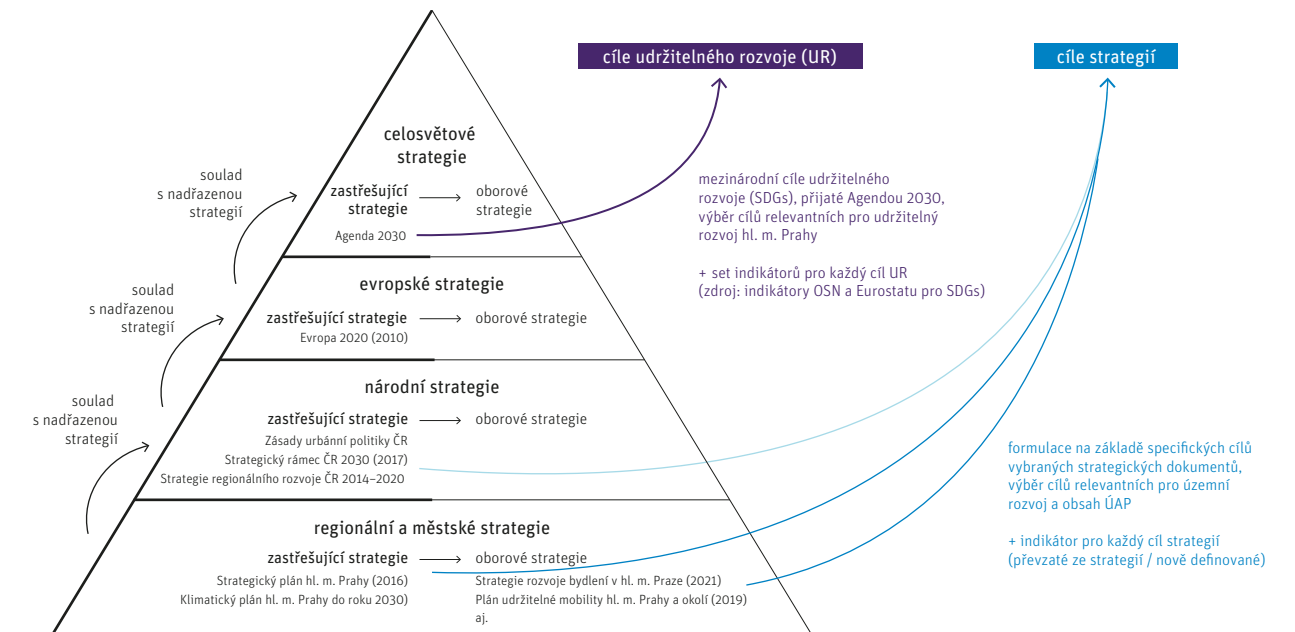 cíle udržitelného rozvoje (UR)
cíle strategií
celosvětové
strategie
zastřešující
strategie
oborové
strategie
Agenda 2030
soulad
s nadřazenou
strategií
mezinárodní cíle udržitelného
rozvoje (SDGs), přijaté Agendou 2030,
výběr cílů relevantních pro udržitelný
rozvoj hl. m. Prahy
+ set indikátorů pro každý cíl UR
(zdroj: indikátory OSN a Eurostatu pro SDGs)
evropské strategie
zastřešující strategie
oborové strategie
Evropa 2020 (2010)
soulad
s nadřazenou
strategií
národní strategie
zastřešující strategie
oborové strategie
Zásady urbánní politiky ČR
Strategický rámec ČR 2030 (2017)
Strategie regionálního rozvoje ČR 2014–2020
soulad
s nadřazenou
strategií
formulace na základě specifických cílů
vybraných strategických dokumentů,
výběr cílů relevantních pro územní
rozvoj a obsah ÚAP
+ indikátor pro každý cíl strategií
(převzaté ze strategií / nově definované)
regionální a městské strategie
zastřešující strategie
oborové strategie
Strategický plán hl. m. Prahy (2016)
Klimatický plán hl. m. Prahy do roku 2030)
Strategie rozvoje bydlení v hl. m. Praze (2021)
Plán udržitelné mobility hl. m. Prahy a okolí (2019)
aj.